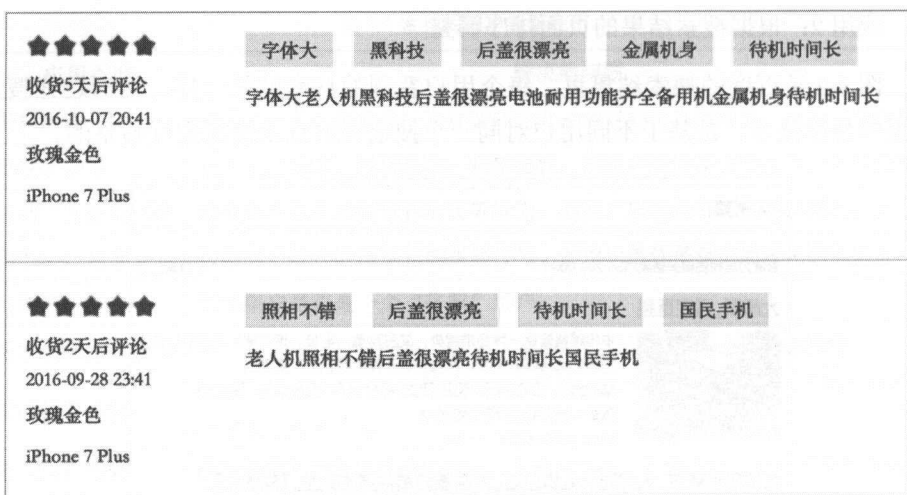 字体大 黑科技 后盖很漂亮 金属机身 待机时间长
收货5天后评论
字体大老人机黑科技后盖很漂亮电池耐用功能齐全备用机金属机身待机时间长
2016-10-07 20:41
玫瑰金色
iPhone 7 Plus
照相不错 后盖很漂亮 待机时间长 国民手机
收货2天后评论
老人机照相不错后盖很漂亮待机时间长国民手机
2016-09-28 23:41
玫瑰金色
iPhone 7 Plus